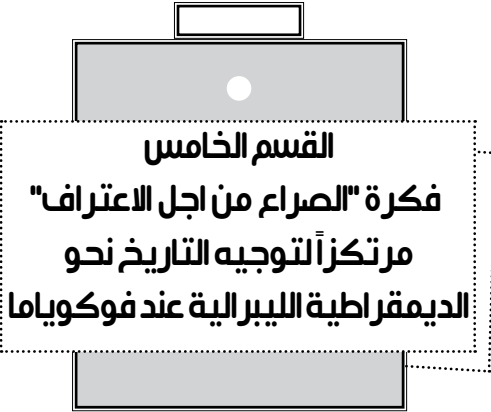 القسم الخامس
فكرة "الصراع من اجل الاعتراف"
مرتكزاً لتوجيه التاريخ نحو
الديمقراطية الليبرالية عند فوكوياما